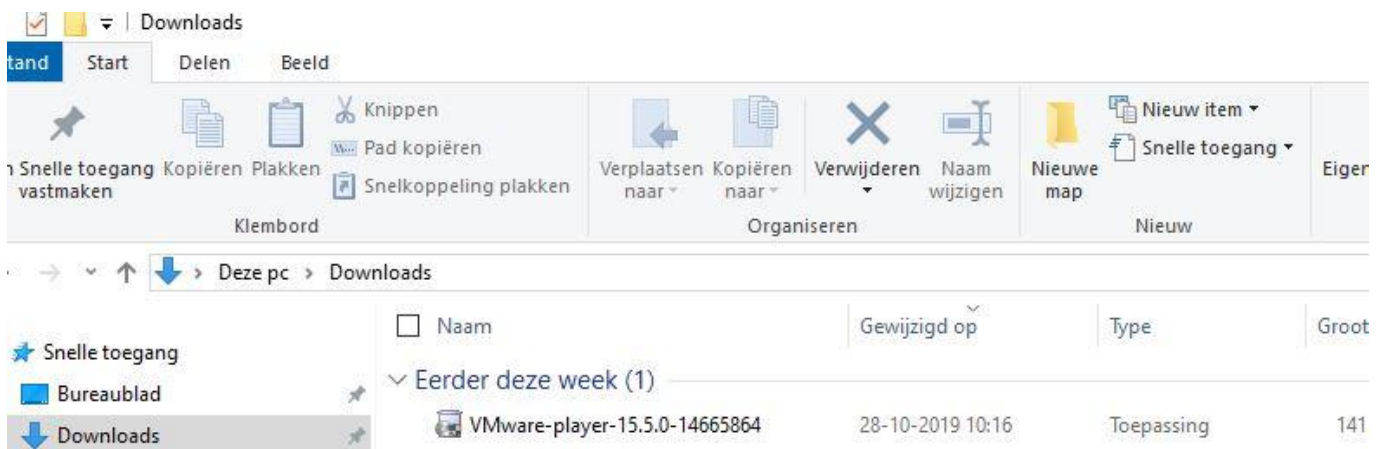 Downloads
tand Start Delen Beeld
Snelle toegang vastmaken
Kopiëren
Plakken
Knippen
Pad kopiëren
Snelkoppeling plakken
Klembord
Verplaatsen naar
Kopiëren naar
Verwijderen
Naam wijzigen
Organiseren
Nieuwe map
Nieuw item
Snelle toegang
Nieuw
Eigen
Deze pc > Downloads
Naam Gewijzigd op Type Groot
Snelle toegang
Bureaublad
Downloads
Eerder deze week (1)
VMware-player-15.5.0-14665864 28-10-2019 10:16 Toepassing 141